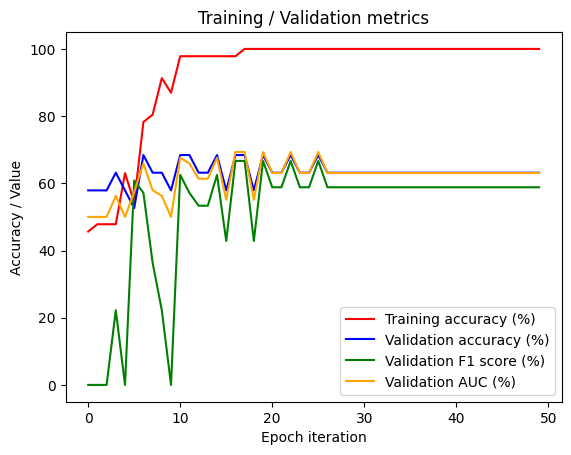 Training / Validation metrics
Accuracy / Value
100
80
60
40
20
0
Training accuracy (%)
Validation accuracy (%)
Validation F1 score (%)
Validation AUC (%)
0 10 20 30 40 50
Epoch iteration